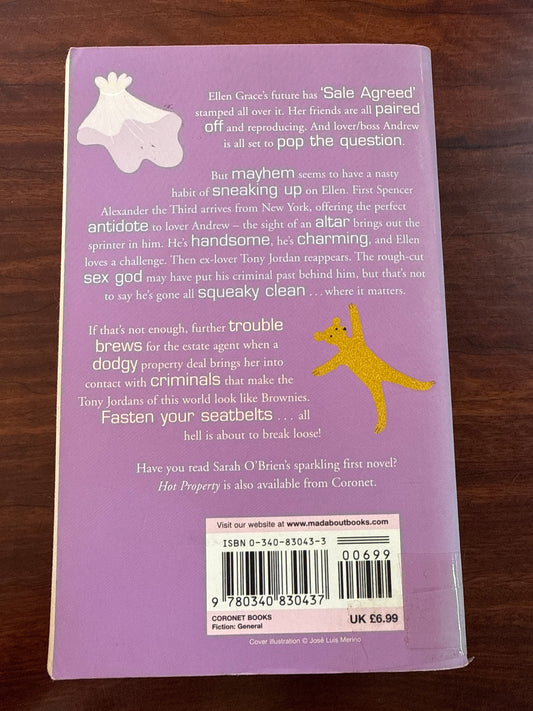 Ellen Grace's future has 'Sale Agreed'
stamped all over it. Her friends are all paired
off and reproducing. And lover/boss Andrew
is all set to pop the question.
But mayhem seems to have a nasty
habit of sneaking up on Ellen. First Spencer
Alexander the Third arrives from New York, offering the perfect
antidote to lover Andrew – the sight of an altar brings out the
sprinter in him. He's handsome, he's charming, and Ellen
loves a challenge. Then ex-lover Tony Jordan reappears. The rough-cut
sex god may have put his criminal past behind him, but that's not
to say he's gone all squeaky clean . . . where it matters.
If that's not enough, further trouble
brews for the estate agent when a
dodgy property deal brings her into
contact with criminals that make the
Tony Jordans of this world look like Brownies.
Fasten your seatbelts . . . all
hell is about to break loose!
Have you read Sarah O'Brien's sparkling first novel?
Hot Property is also available from Coronet.
Visit our website at www.madaboutbooks.com
ISBN 0-340-83043-3
00699
9 780340 830437
CORONET BOOKS
Fiction: General
UK £6.99
Cover illustration © José Luis Merino